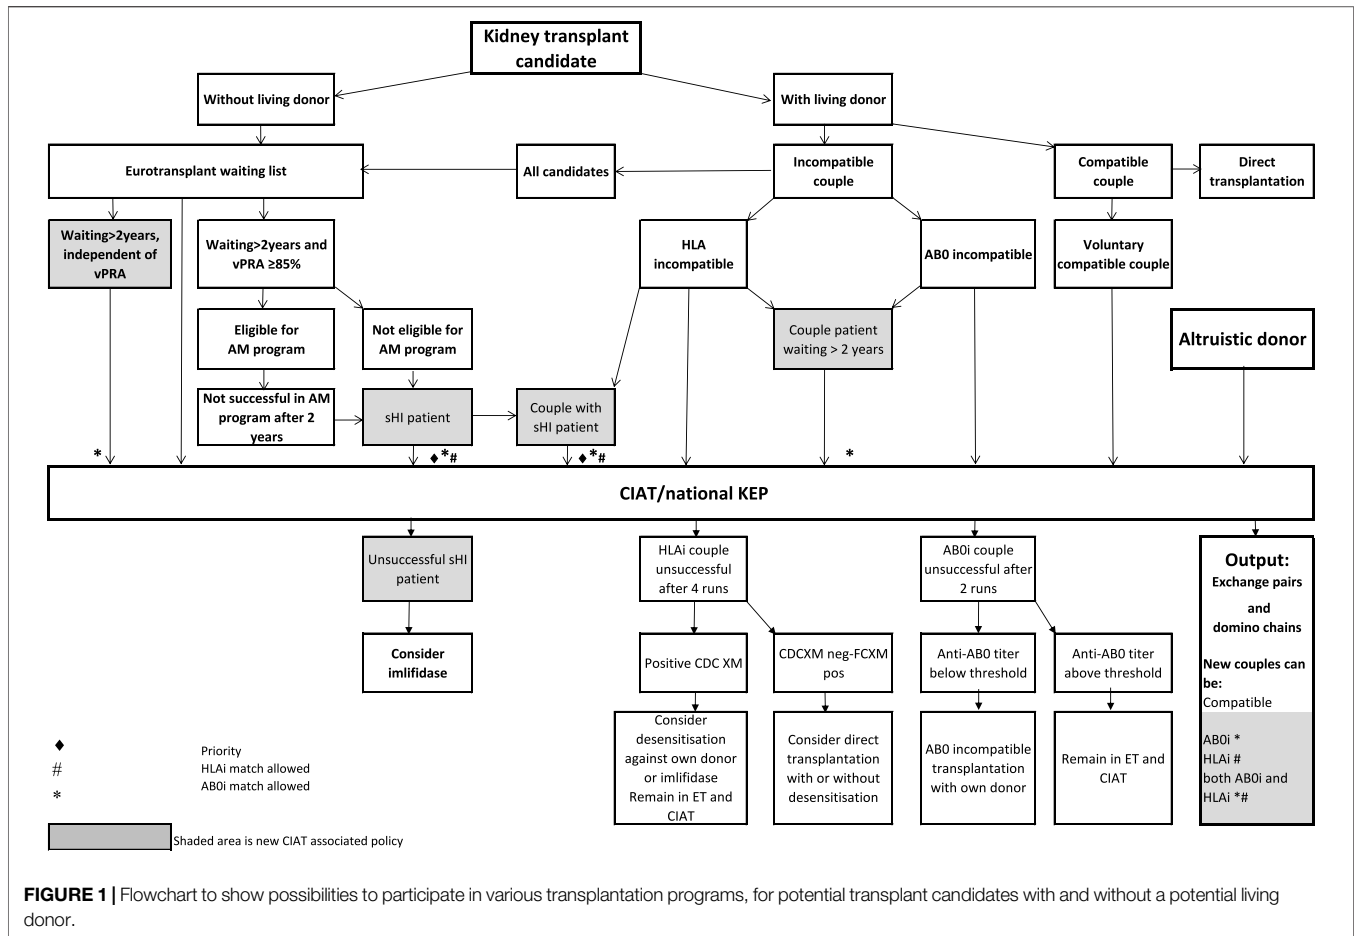 Kidney transplant
candidate
Without living donor
With living donor
Eurotransplant waiting list
All candidates
Incompatible
couple
Compatible
couple
Direct
transplantation
Waiting>2years,
independent of
vPRA
Waiting>2years and
vPRA ≥85%
HLA
incompatible
AB0 incompatible
Voluntary
compatible couple
Eligible for
AM program
Not eligible for
AM program
Couple patient
waiting > 2 years
Altruistic donor
Not successful in AM
program after 2
years
sHI patient
Couple with
sHI patient
*
♦*#
♦*#
*
CIAT/national KEP
Unsuccessful sHI
patient
HLAi couple
unsuccessful
after 4 runs
AB0i couple
unsuccessful after
2 runs
Output:
Exchange pairs
and
domino chains
New couples can
be:
Compatible
AB0i *
HLAi #
both AB0i and
HLAi *#
Consider
imlifidase
Positive CDC XM
CDCXM neg-FCXM
pos
Anti-AB0 titer
below threshold
Anti-AB0 titer
above threshold
Consider
desensitisation
against own donor
or imlifidase
Remain in ET and
CIAT
Consider direct
transplantation
with or without
desensitisation
AB0 incompatible
transplantation
with own donor
Remain in ET and
CIAT
♦ Priority
# HLAi match allowed
* AB0i match allowed
Shaded area is new CIAT associated policy
FIGURE 1 | Flowchart to show possibilities to participate in various transplantation programs, for potential transplant candidates with and without a potential living
donor.